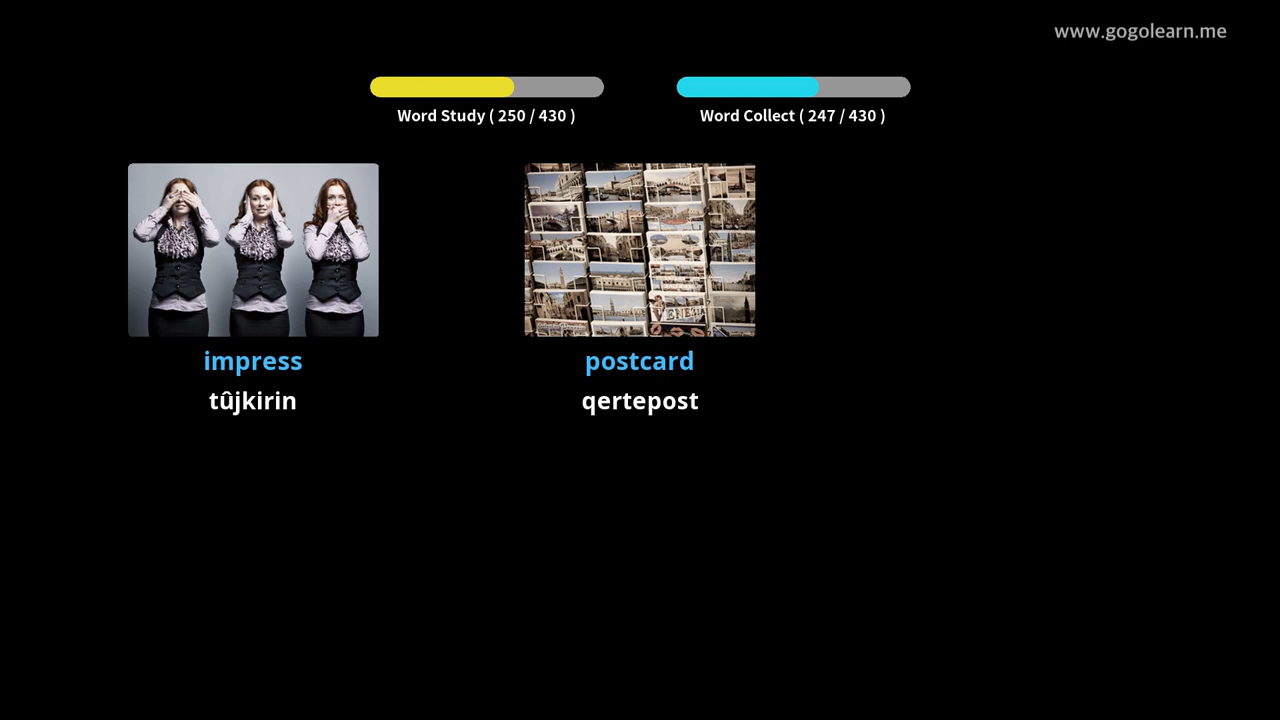 www.gogolearn.me
Word Study ( 250 / 430 )
Word Collect ( 247 / 430 )
impress
tûjkirin
postcard
qertepost